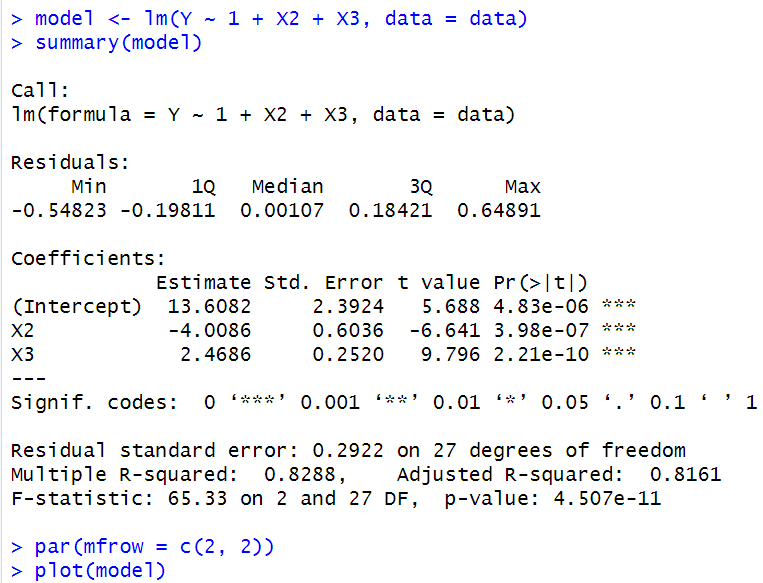 > model <- lm(Y ~ 1 + X2 + X3, data = data)
> summary(model)
Call:
lm(formula = Y ~ 1 + X2 + X3, data = data)
Residuals:
     Min       1Q   Median       3Q      Max
-0.54823 -0.19811  0.00107  0.18421  0.64891
Coefficients:
            Estimate Std. Error t value Pr(>|t|)
(Intercept)  13.6082     2.3924   5.688 4.83e-06 ***
X2           -4.0086     0.6036  -6.641 3.98e-07 ***
X3            2.4686     0.2520   9.796 2.21e-10 ***
---
Signif. codes:  0 ‘***’ 0.001 ‘**’ 0.01 ‘*’ 0.05 ‘.’ 0.1 ‘ ’ 1
Residual standard error: 0.2922 on 27 degrees of freedom
Multiple R-squared:  0.8288,    Adjusted R-squared:  0.8161
F-statistic: 65.33 on 2 and 27 DF,  p-value: 4.507e-11
> par(mfrow = c(2, 2))
> plot(model)